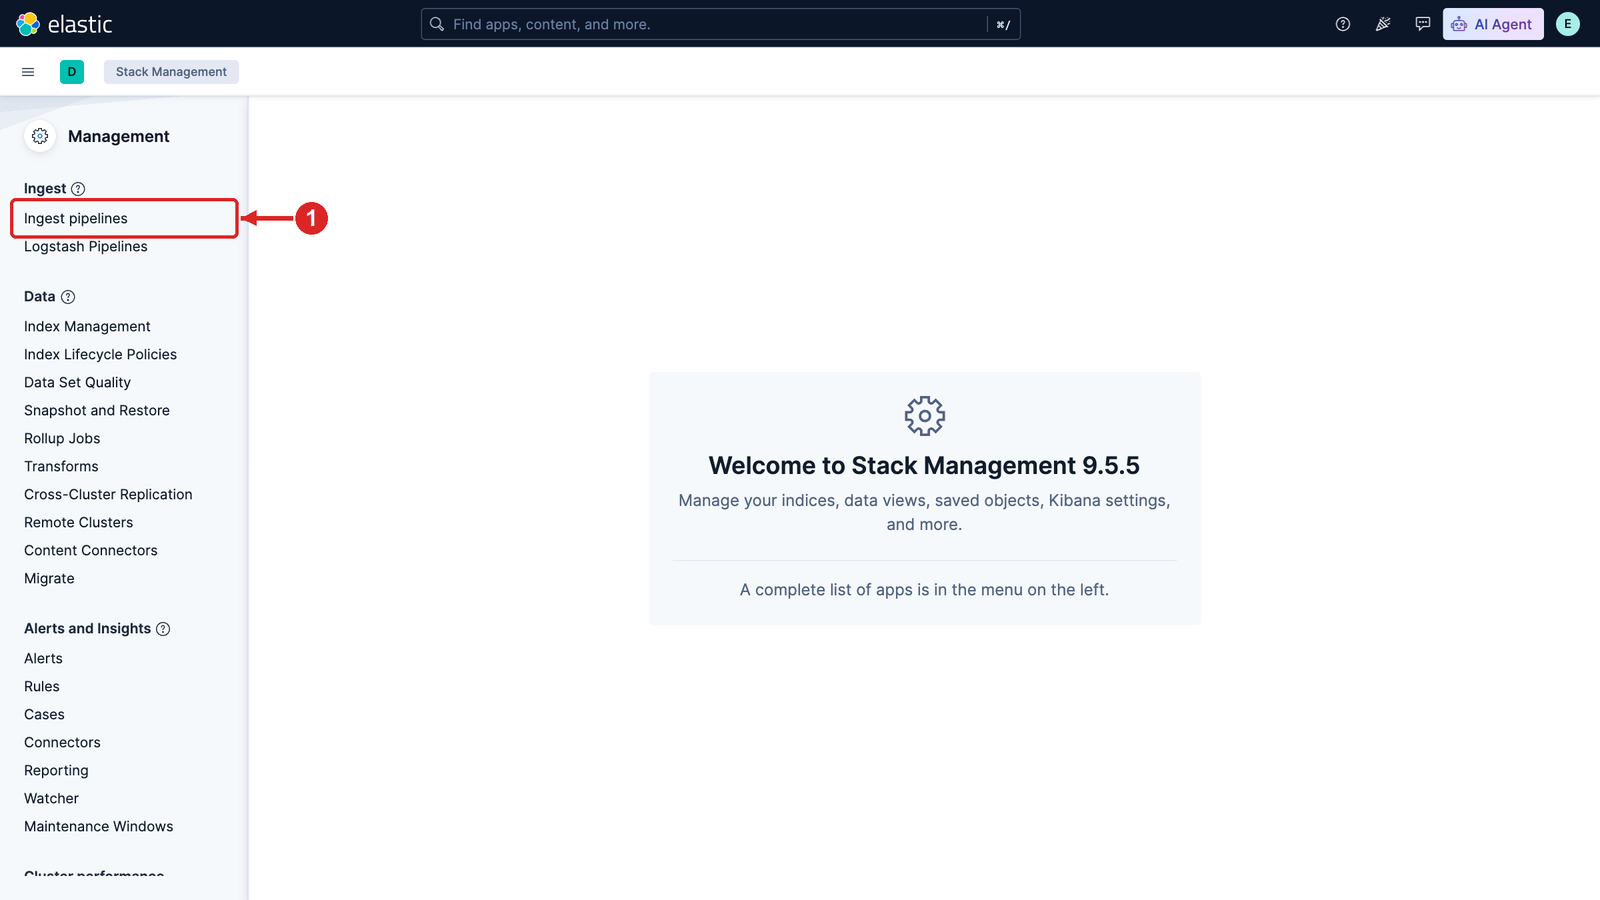 elastic
Find apps, content, and more.
⌘/
AI Agent
E
D
Stack Management
Management
Ingest
Ingest pipelines
1
Logstash Pipelines
Data
Index Management
Index Lifecycle Policies
Data Set Quality
Snapshot and Restore
Rollup Jobs
Transforms
Cross-Cluster Replication
Remote Clusters
Content Connectors
Migrate
Alerts and Insights
Alerts
Rules
Cases
Connectors
Reporting
Watcher
Maintenance Windows
Cluster performance
Welcome to Stack Management 9.5.5
Manage your indices, data views, saved objects, Kibana settings,
and more.
A complete list of apps is in the menu on the left.